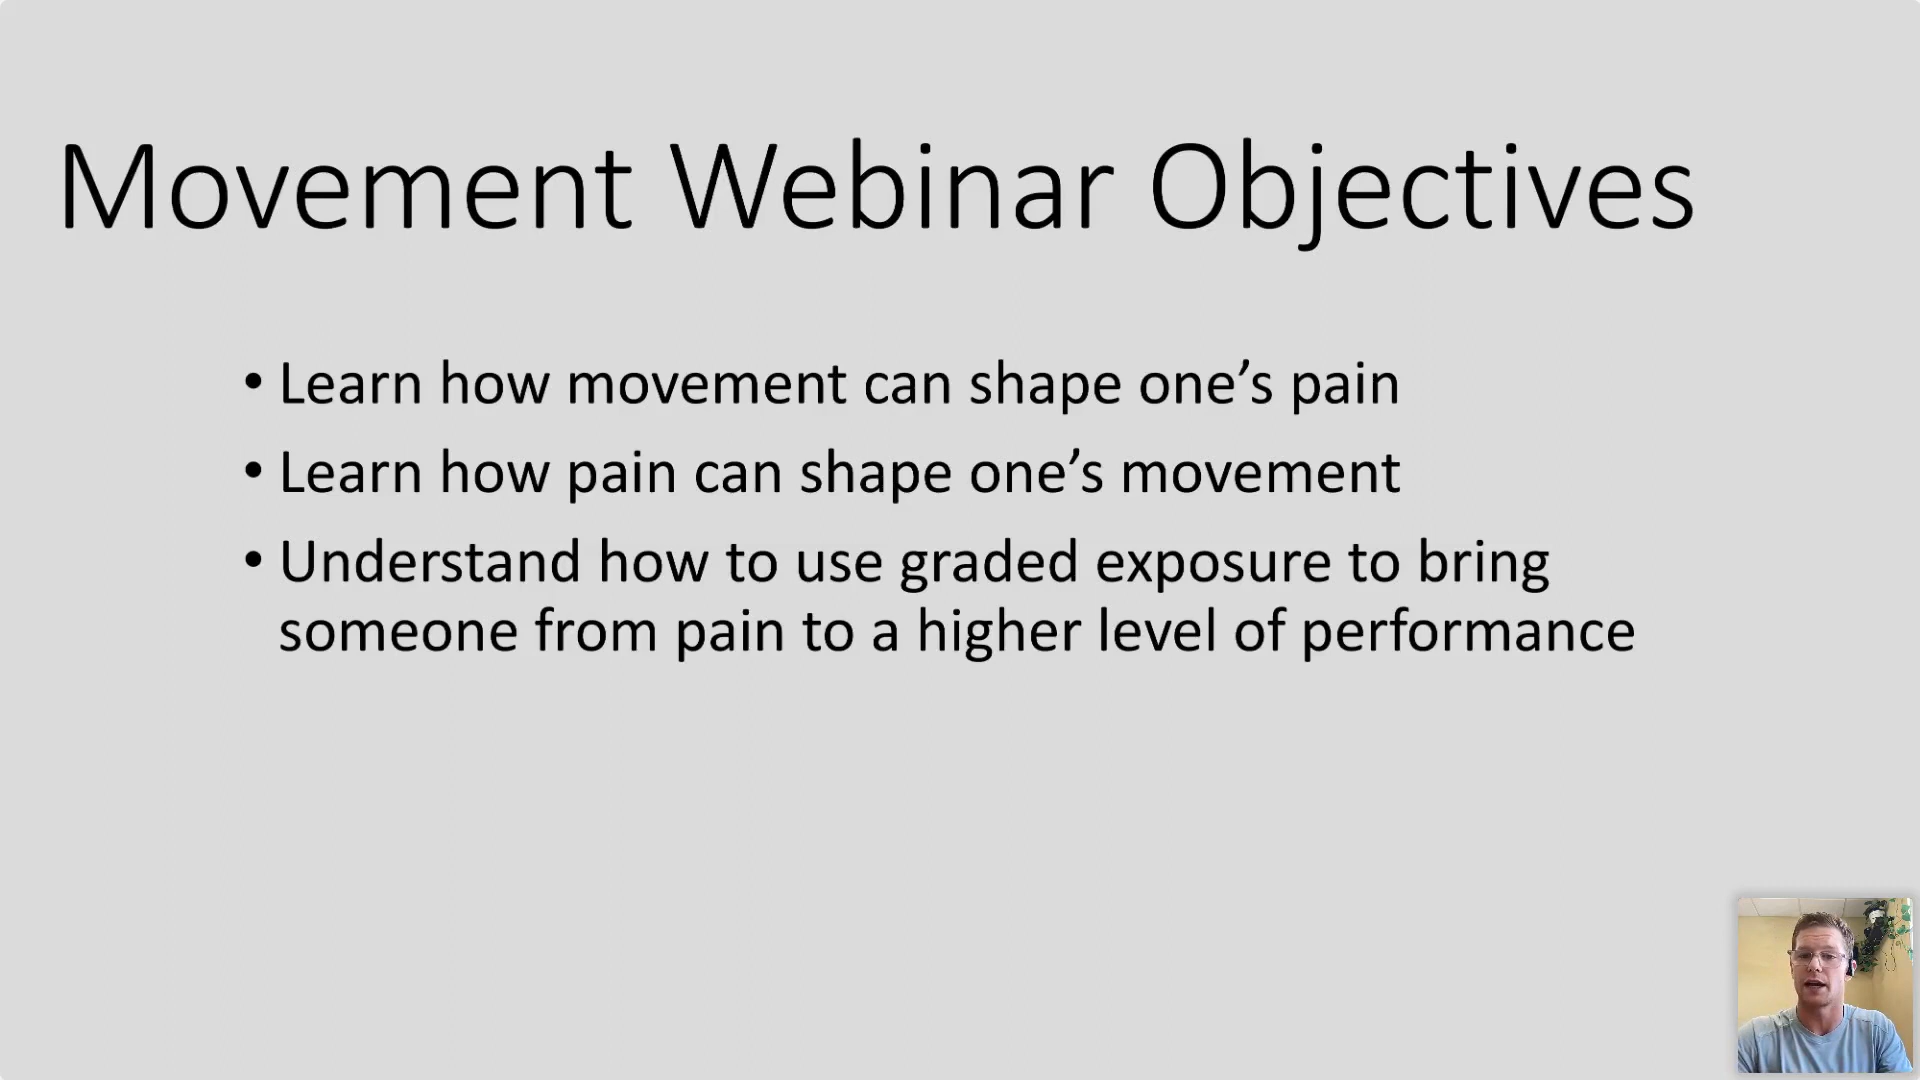 Movement Webinar Objectives
• Learn how movement can shape one’s pain
• Learn how pain can shape one’s movement
• Understand how to use graded exposure to bring
someone from pain to a higher level of performance